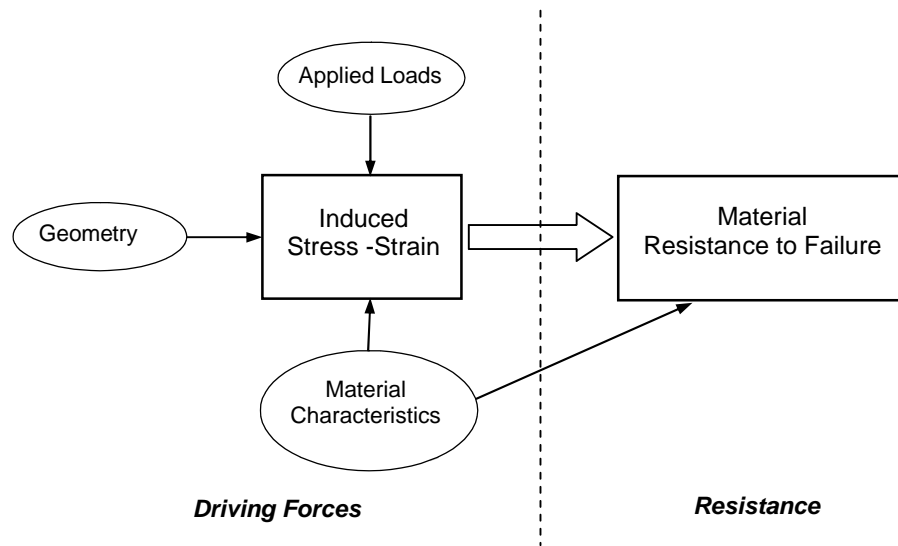 Applied Loads
Geometry
Induced
Stress -Strain
Material
Resistance to Failure
Material
Characteristics
Driving Forces
Resistance